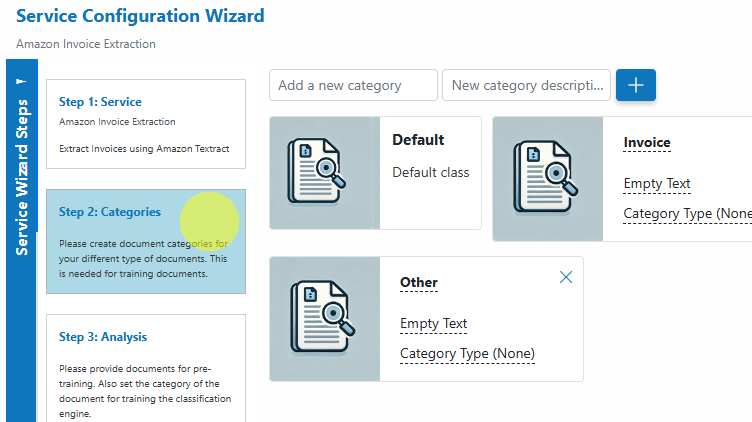 Service Configuration Wizard
Amazon Invoice Extraction
Service Wizard Steps
Step 1: Service
Amazon Invoice Extraction
Extract Invoices using Amazon Textract
Step 2: Categories
Please create document categories for
your different type of documents. This
is needed for training documents.
Step 3: Analysis
Please provide documents for pre-
training. Also set the category of the
document for training the classification
engine.
Add a new category
New category descripti...
Default
Default class
Invoice
Empty Text
Category Type (None
Other
Empty Text
Category Type (None)